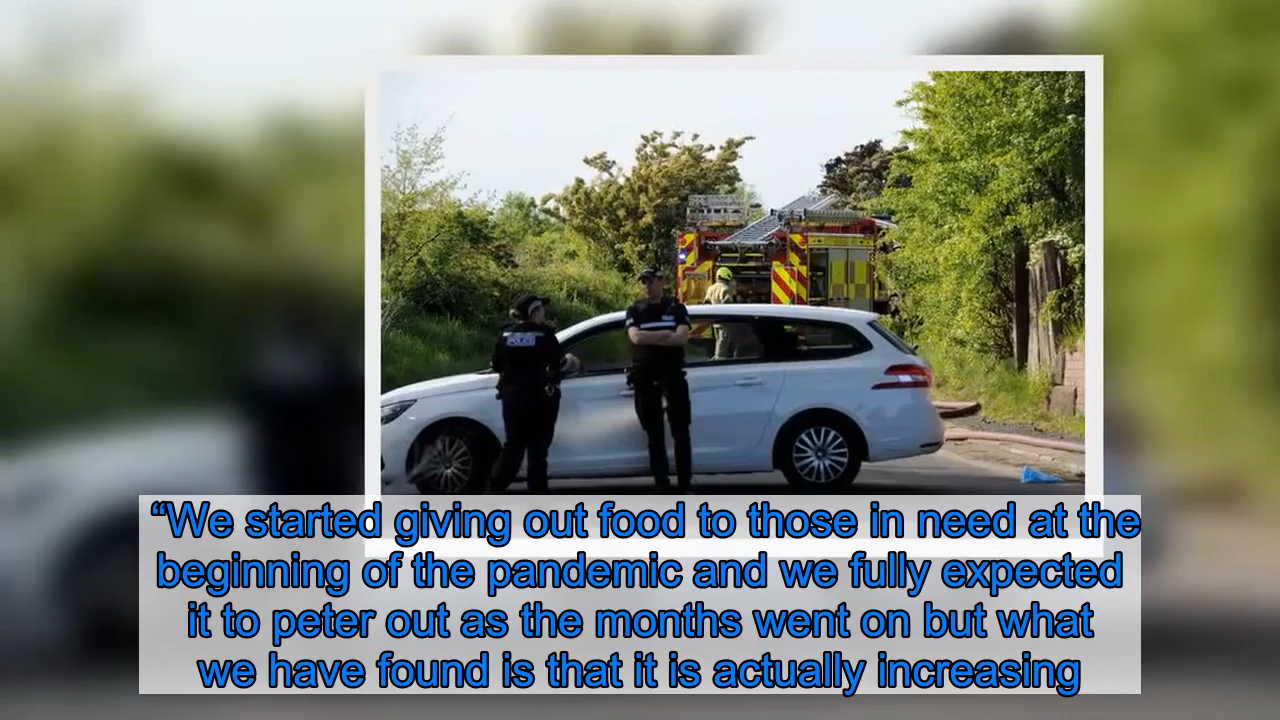 POLICE
“We started giving out food to those in need at the
beginning of the pandemic and we fully expected
it to peter out as the months went on but what
we have found is that it is actually increasing